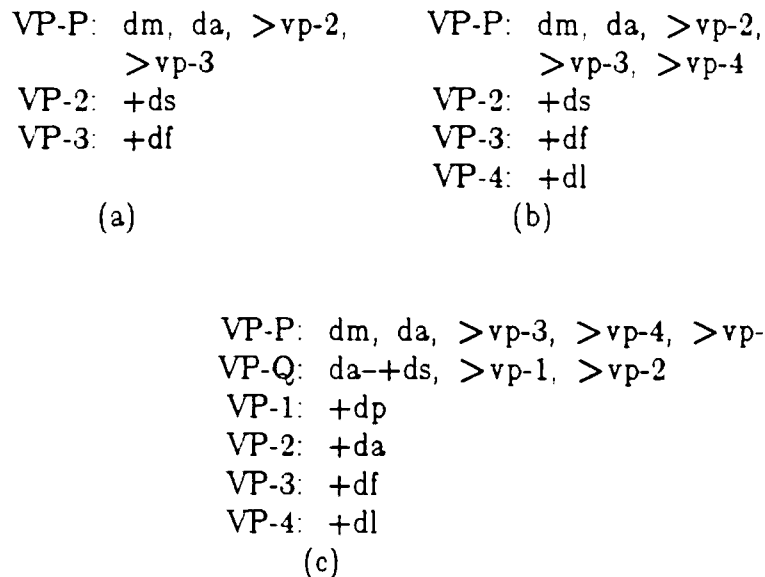 VP-P: dm, da, >vp-2,
>vp-3
VP-2: +ds
VP-3: +df
(a)
VP-P: dm, da, >vp-2,
>vp-3, >vp-4
VP-2: +ds
VP-3: +df
VP-4: +dl
(b)
VP-P: dm, da, >vp-3, >vp-4, >vp-
VP-Q: da-+ds, >vp-1, >vp-2
VP-1: +dp
VP-2: +da
VP-3: +df
VP-4: +dl
(c)